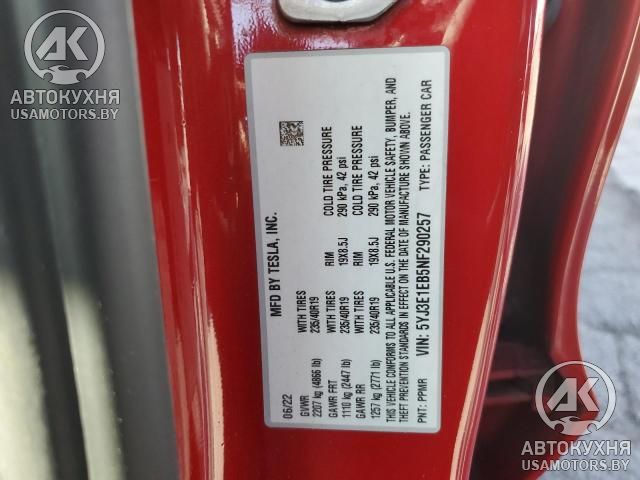 AK
АВТОКУХНЯ
USAMOTORS.BY
MFD BY TESLA, INC.
06/22
GVWR WITH TIRES RIM COLD TIRE PRESSURE
2207 kg (4866 lb) 235/40R19 19X8.5J 290 kPa, 42 psi
GAWR FRT WITH TIRES RIM COLD TIRE PRESSURE
1110 kg (2447 lb) 235/40R19 19X8.5J 290 kPa, 42 psi
GAWR RR WITH TIRES RIM COLD TIRE PRESSURE
1257 kg (2771 lb) 235/40R19 19X8.5J 290 kPa, 42 psi
THIS VEHICLE CONFORMS TO ALL APPLICABLE U.S. FEDERAL MOTOR VEHICLE SAFETY, BUMPER, AND
THEFT PREVENTION STANDARDS IN EFFECT ON THE DATE OF MANUFACTURE SHOWN ABOVE.
VIN: 5YJ3E1EB5NF290257 TYPE: PASSENGER CAR
PNT: PPMR
AK
АВТОКУХНЯ
USAMOTORS.BY